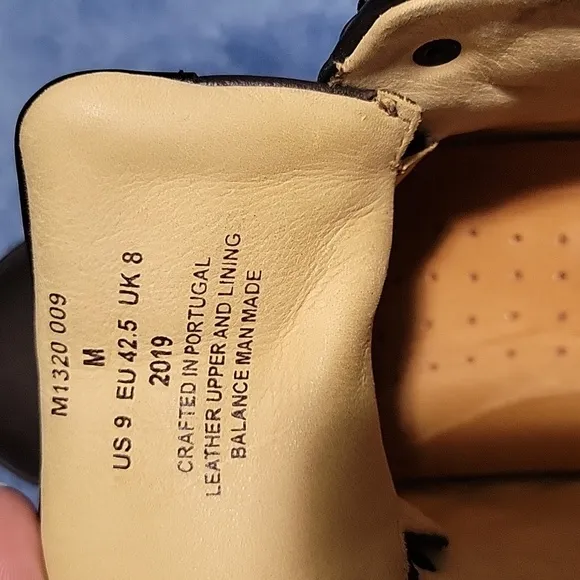 M1320 009
M
US 9 EU 42.5 UK 8
2019
CRAFTED IN PORTUGAL
LEATHER UPPER AND LINING
BALANCE MAN MADE